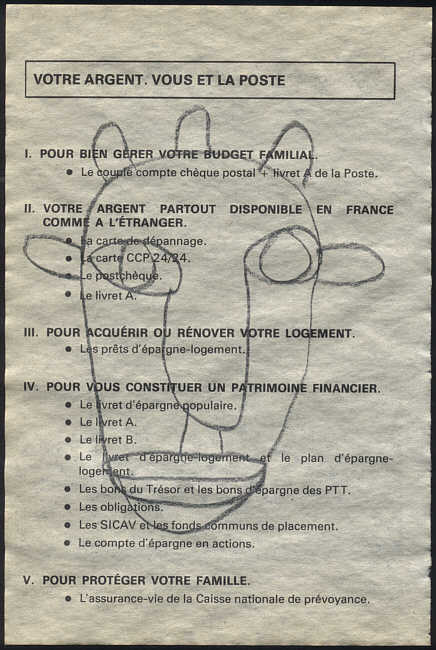 VOTRE ARGENT. VOUS ET LA POSTE
I. POUR BIEN GÉRER VOTRE BUDGET FAMILIAL.
● Le couple compte chèque postal + livret A de la Poste.
II. VOTRE ARGENT PARTOUT DISPONIBLE EN FRANCE
COMME A L'ÉTRANGER.
● La carte de dépannage.
● La carte CCP 24/24.
● Le postchèque.
● Le livret A.
III. POUR ACQUÉRIR OU RÉNOVER VOTRE LOGEMENT.
● Les prêts d'épargne-logement.
IV. POUR VOUS CONSTITUER UN PATRIMOINE FINANCIER.
● Le livret d'épargne populaire.
● Le livret A.
● Le livret B.
● Le livret d'épargne-logement et le plan d'épargne-
logement.
● Les bons du Trésor et les bons d'épargne des PTT.
● Les obligations.
● Les SICAV et les fonds communs de placement.
● Le compte d'épargne en actions.
V. POUR PROTÉGER VOTRE FAMILLE.
● L'assurance-vie de la Caisse nationale de prévoyance.